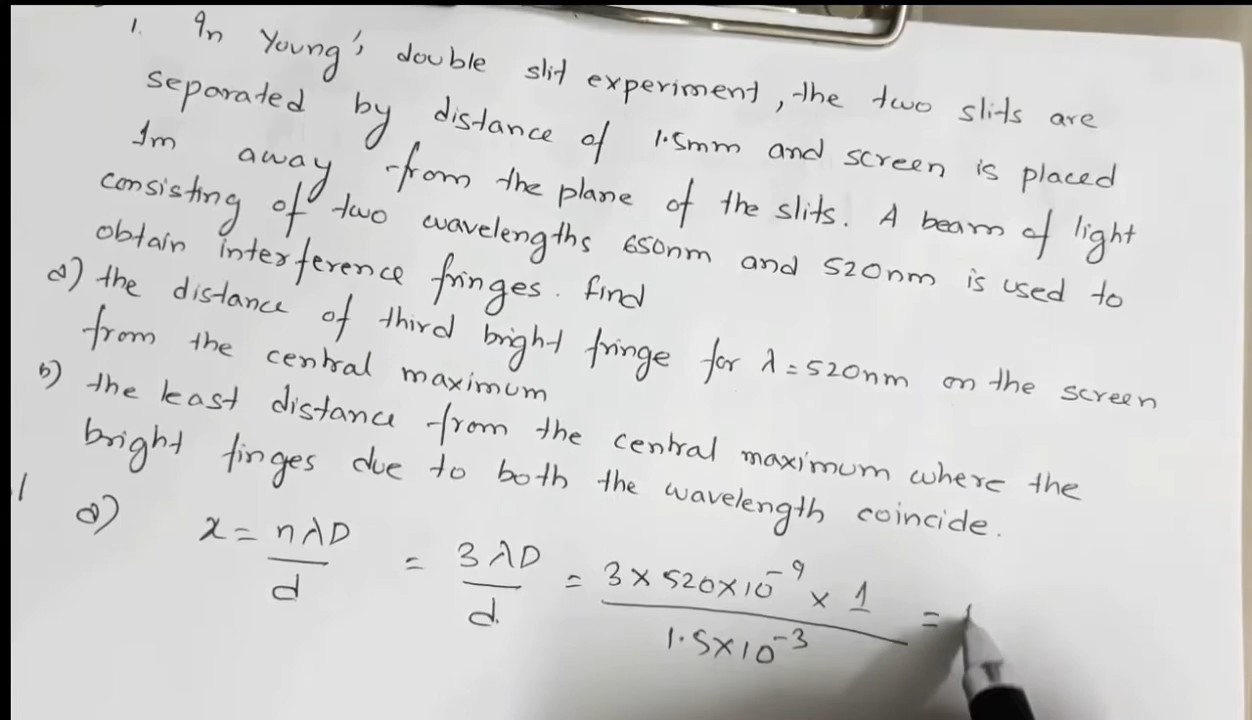 1. In Young's double slit experiment, the two slits are
separated by distance of 1.5mm and screen is placed
1m away from the plane of the slits. A beam of light
consisting of two wavelengths 650nm and 520nm is used to
obtain interference fringes. find
a) the distance of third bright fringe for λ=520nm on the screen
from the central maximum
b) the least distance from the central maximum where the
bright finges due to both the wavelength coincide.
a) x = nλD/d = 3λD/d = 3×520×10⁻⁹×1/1.5×10⁻³ =